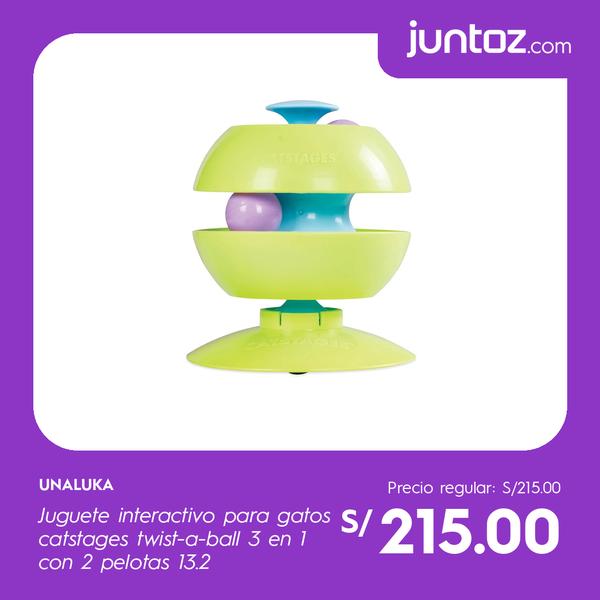 juntoz.com
CATSTAGES
CATSTAGES
UNALUKA
Precio regular: S/215.00
Juguete interactivo para gatos
catstages twist-a-ball 3 en 1
con 2 pelotas 13.2
S/ 215.00